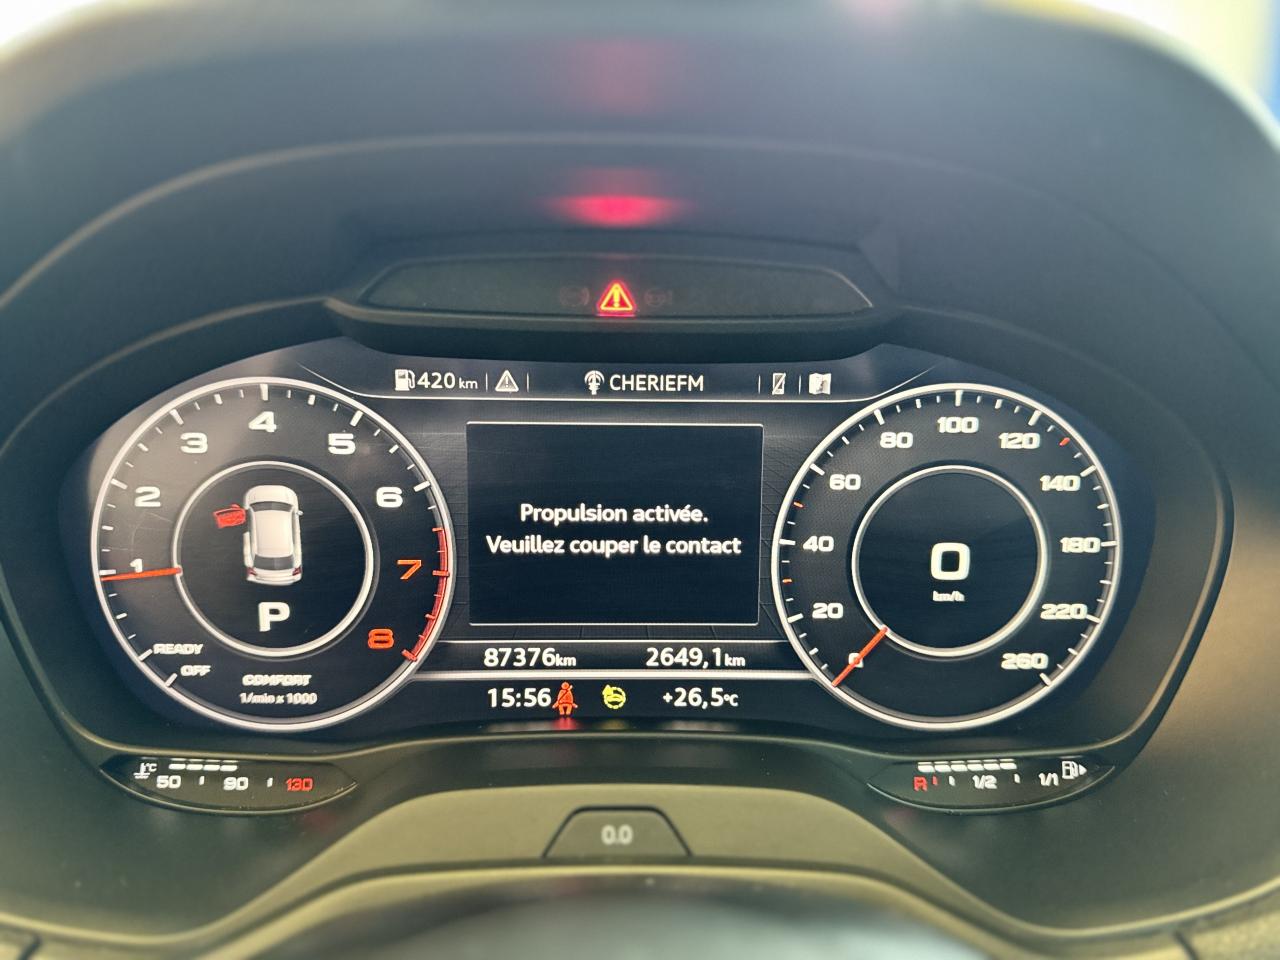 420 km
CHERIEFM
1
2
3
4
5
6
7
8
P
READY
OFF
COMFORT
1/min x 1000
Propulsion activée.
Veuillez couper le contact
87376km
2649,1km
15:56
+26,5°C
0
20
40
60
80
100
120
140
180
220
260
0
km/h
°C
50
90
130
R
1/2
1/1
0.0